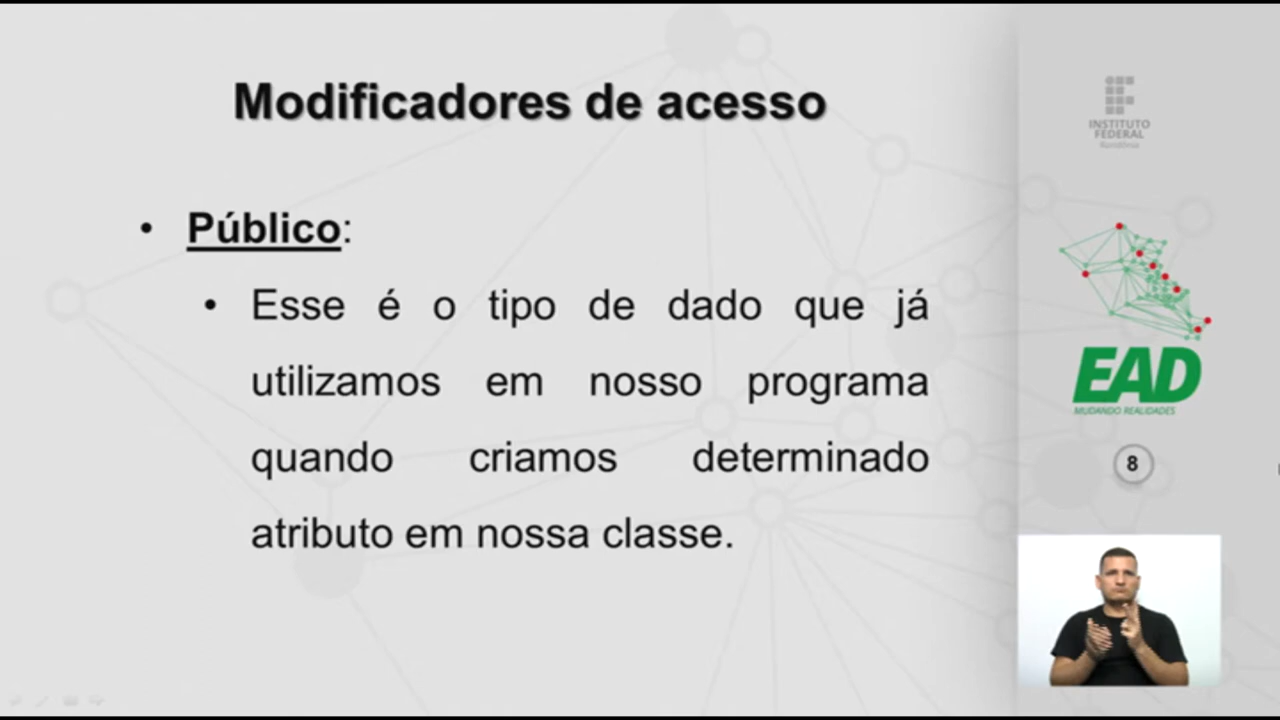 Modificadores de acesso
• Público:
• Esse é o tipo de dado que já
utilizamos em nosso programa
quando criamos determinado
atributo em nossa classe.
INSTITUTO
FEDERAL
Rondônia
EAD
MUDANDO REALIDADES
8